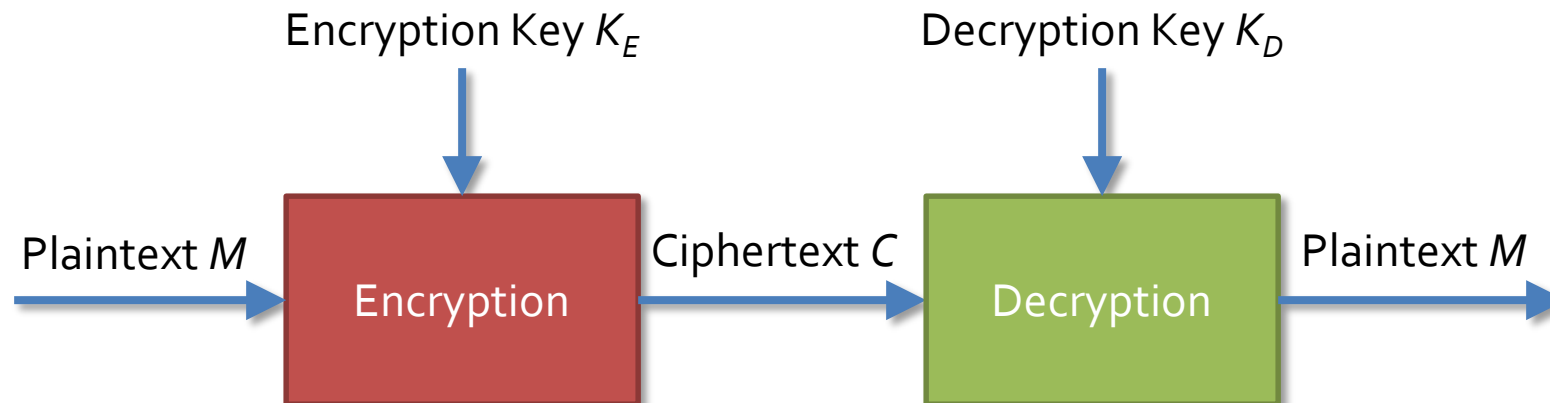 Encryption Key K_E
Decryption Key K_D
Plaintext M
Encryption
Ciphertext C
Decryption
Plaintext M